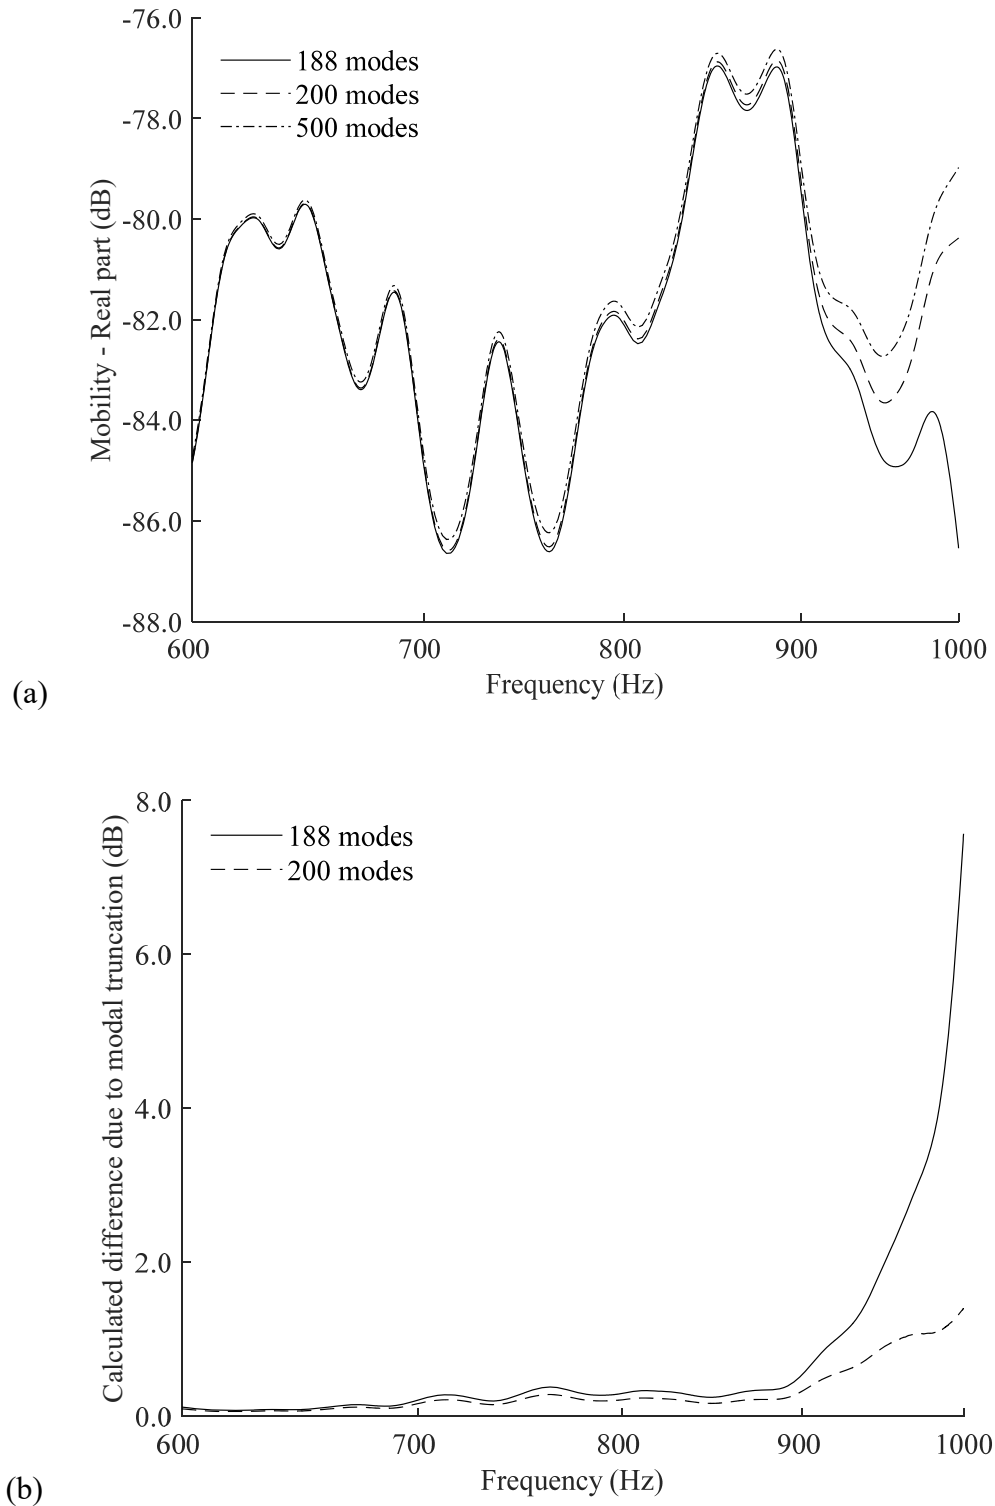 -76.0
188 modes
200 modes
500 modes
-78.0
-80.0
-82.0
-84.0
-86.0
-88.0
Mobility - Real part (dB)
600 700 800 900 1000
Frequency (Hz)
(a)
8.0
188 modes
200 modes
6.0
4.0
2.0
0.0
Calculated difference due to modal truncation (dB)
600 700 800 900 1000
Frequency (Hz)
(b)